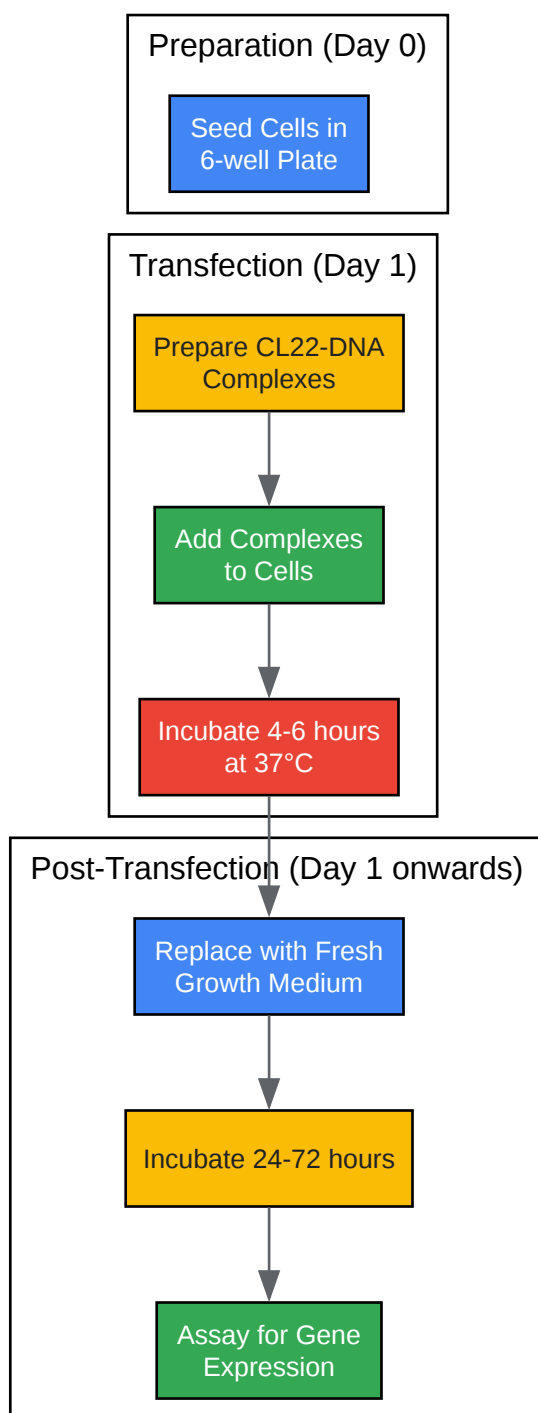 Preparation (Day 0)
Seed Cells in
6-well Plate
Transfection (Day 1)
Prepare CL22-DNA
Complexes
Add Complexes
to Cells
Incubate 4-6 hours
at 37°C
Post-Transfection (Day 1 onwards)
Replace with Fresh
Growth Medium
Incubate 24-72 hours
Assay for Gene
Expression